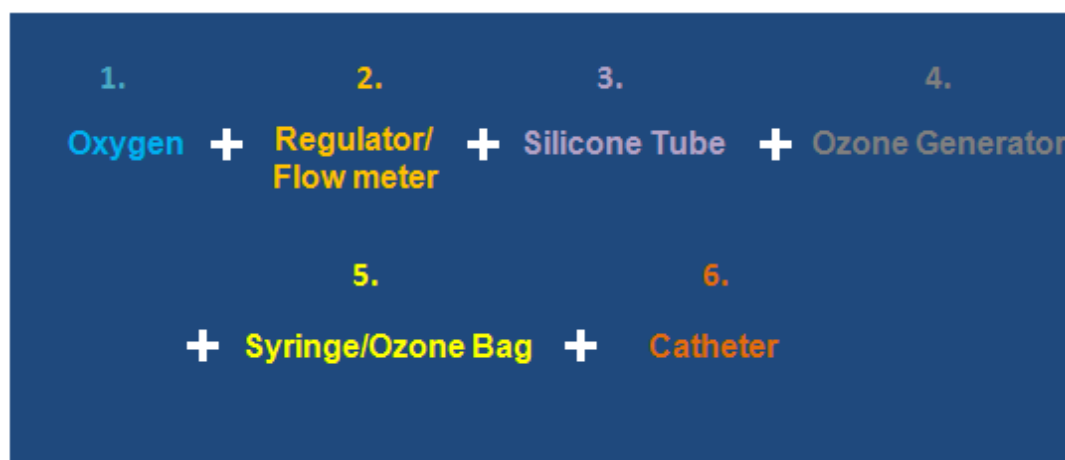 1. 2. 3. 4.
Oxygen + Regulator/ + Silicone Tube + Ozone Generator
Flow meter
5. 6.
+ Syringe/Ozone Bag + Catheter